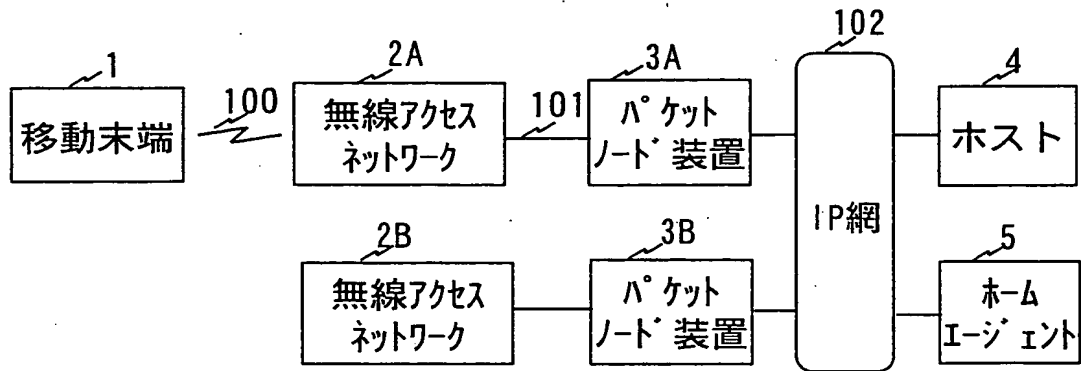 102
1
2A
3A
4
100
101
移動末端
無線アクセス
ネットワーク
パケット
ノード装置
ホスト
IP網
2B
3B
5
無線アクセス
ネットワーク
パケット
ノード装置
ホーム
エージェント